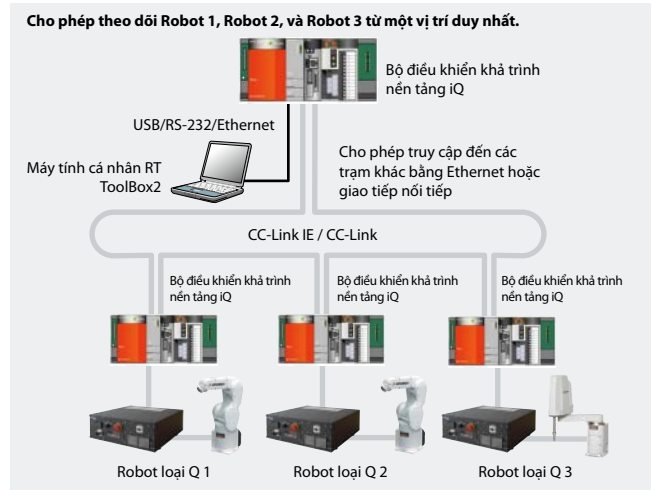 Cho phép theo dõi Robot 1, Robot 2, và Robot 3 từ một vị trí duy nhất.
Bộ điều khiển khả trình
nền tảng iQ
USB/RS-232/Ethernet
Máy tính cá nhân RT
ToolBox2
Cho phép truy cập đến các
trạm khác bằng Ethernet hoặc
giao tiếp nối tiếp
CC-Link IE / CC-Link
Bộ điều khiển khả trình
nền tảng iQ
Bộ điều khiển khả trình
nền tảng iQ
Bộ điều khiển khả trình
nền tảng iQ
Robot loại Q 1
Robot loại Q 2
Robot loại Q 3